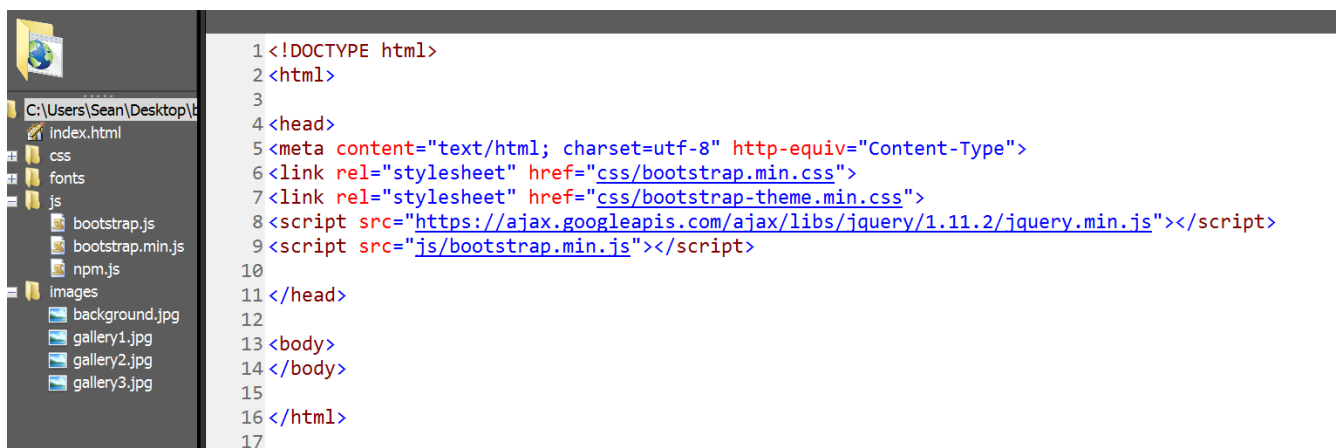 C:\Users\Sean\Desktop\b
index.html
css
fonts
js
bootstrap.js
bootstrap.min.js
npm.js
images
background.jpg
gallery1.jpg
gallery2.jpg
gallery3.jpg
1 <!DOCTYPE html>
2 <html>
3
4 <head>
5 <meta content="text/html; charset=utf-8" http-equiv="Content-Type">
6 <link rel="stylesheet" href="css/bootstrap.min.css">
7 <link rel="stylesheet" href="css/bootstrap-theme.min.css">
8 <script src="https://ajax.googleapis.com/ajax/libs/jquery/1.11.2/jquery.min.js"></script>
9 <script src="js/bootstrap.min.js"></script>
10
11 </head>
12
13 <body>
14 </body>
15
16 </html>
17